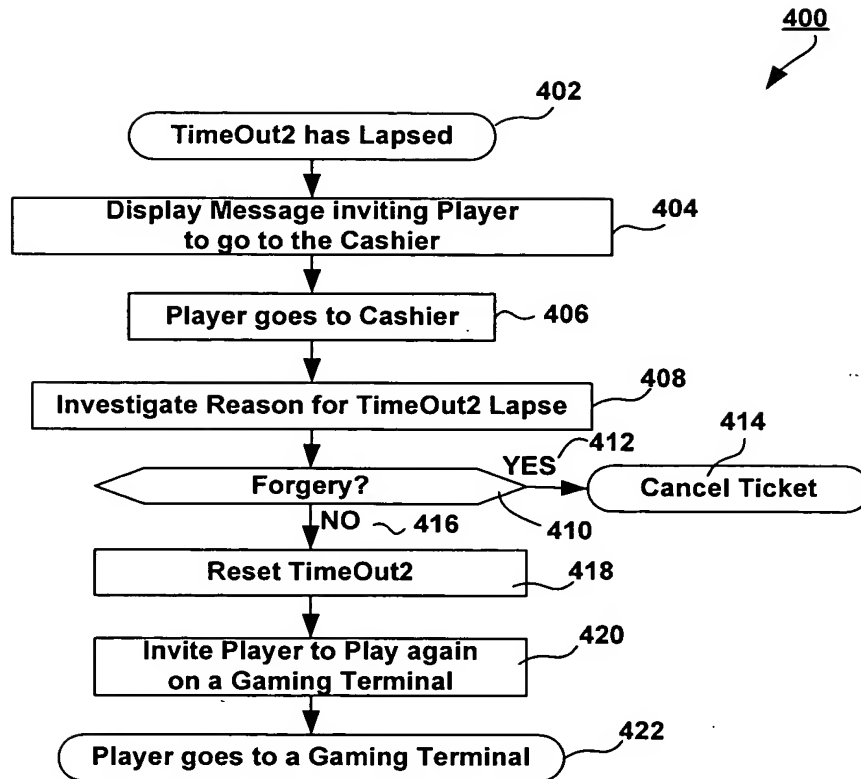 400
402
TimeOut2 has Lapsed
Display Message inviting Player
to go to the Cashier
404
Player goes to Cashier
406
Investigate Reason for TimeOut2 Lapse
408
412
414
YES
Forgery?
Cancel Ticket
410
NO
416
Reset TimeOut2
418
Invite Player to Play again
on a Gaming Terminal
420
Player goes to a Gaming Terminal
422